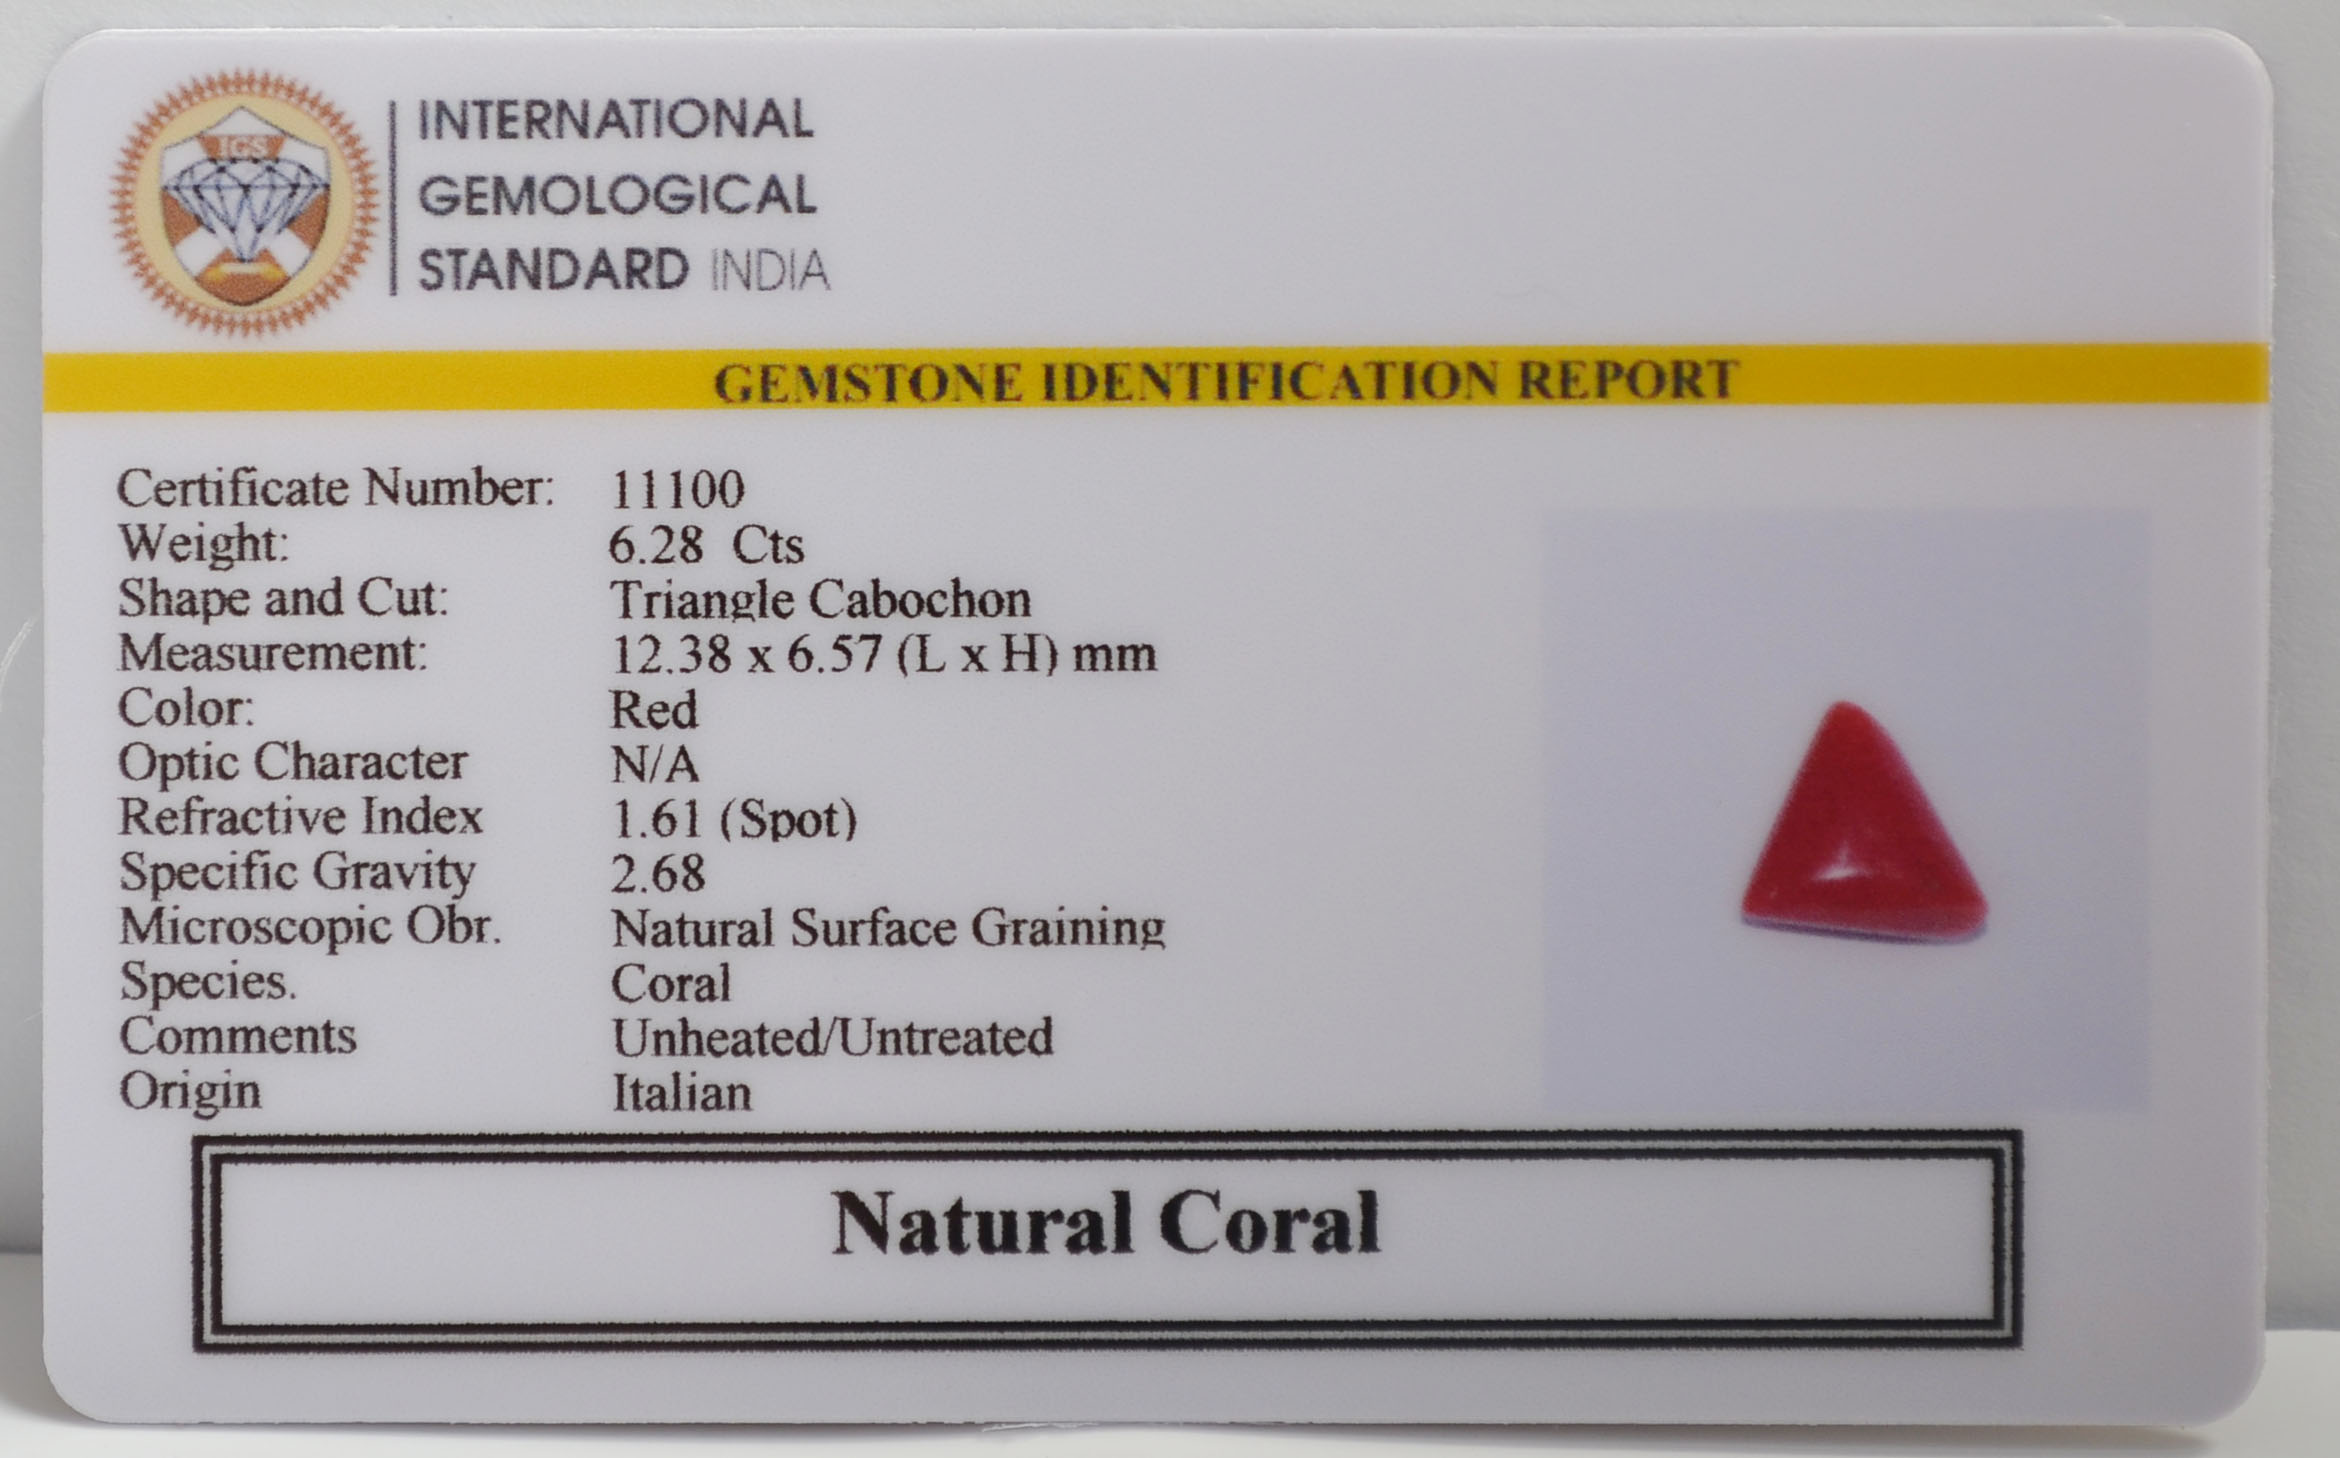 IGS
INTERNATIONAL
GEMOLOGICAL
STANDARD INDIA
GEMSTONE IDENTIFICATION REPORT
Certificate Number: 11100
Weight: 6.28 Cts
Shape and Cut: Triangle Cabochon
Measurement: 12.38 x 6.57 (L x H) mm
Color: Red
Optic Character N/A
Refractive Index 1.61 (Spot)
Specific Gravity 2.68
Microscopic Obr. Natural Surface Graining
Species. Coral
Comments Unheated/Untreated
Origin Italian
Natural Coral